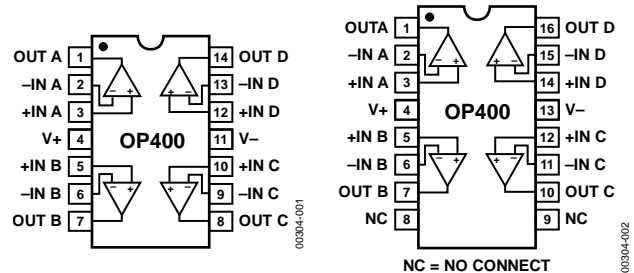 OUT A 1 14 OUT D
–IN A 2 – + + – 13 –IN D
+IN A 3 12 +IN D
V+ 4 OP400 11 V–
+IN B 5 10 +IN C
–IN B 6 – + + – 9 –IN C
OUT B 7 8 OUT C
00304-001
OUTA 1 16 OUT D
–IN A 2 – + + – 15 –IN D
+IN A 3 14 +IN D
V+ 4 OP400 13 V–
+IN B 5 12 +IN C
–IN B 6 – + + – 11 –IN C
OUT B 7 10 OUT C
NC 8 9 NC
NC = NO CONNECT
00304-002